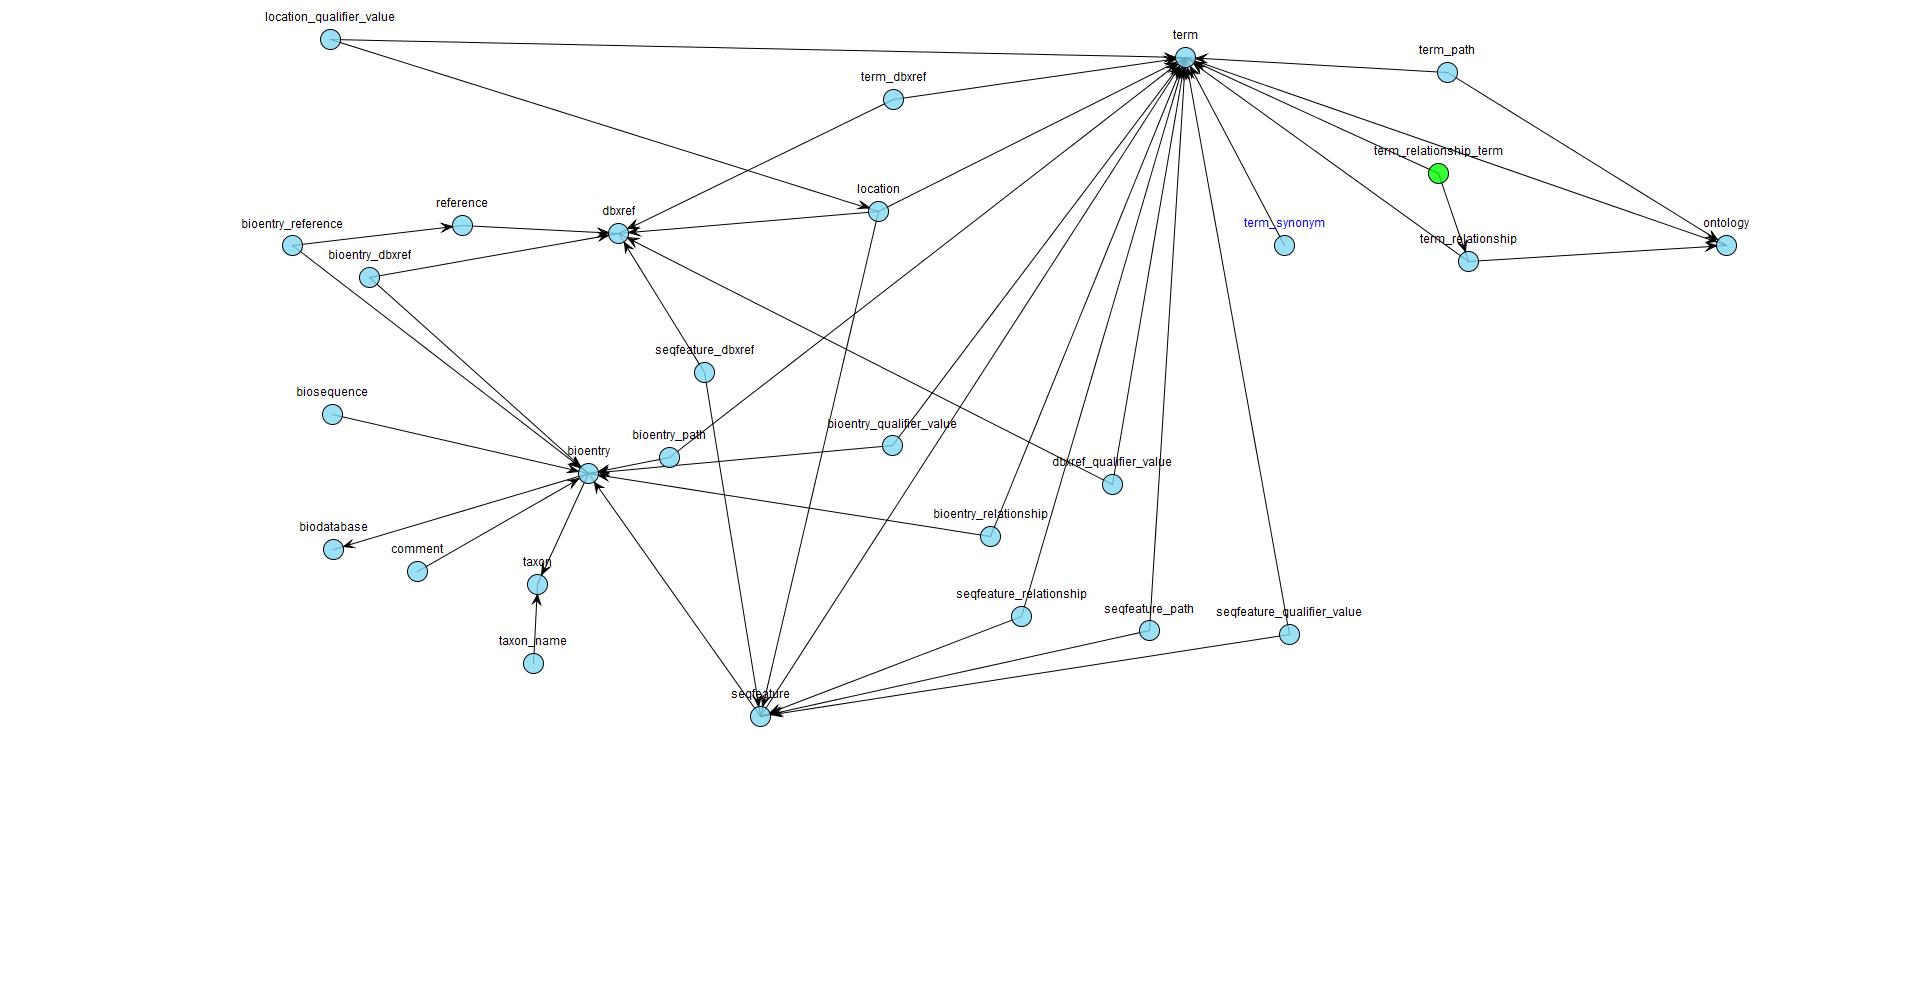 location_qualifier_value
term
term_path
term_dbxref
term_relationship_term
location
reference
dbxref
bioentry_reference
term_synonym
ontology
term_relationship
bioentry_dbxref
seqfeature_dbxref
biosequence
bioentry_qualifier_value
bioentry_path
bioentry
dbxref_qualifier_value
bioentry_relationship
biodatabase
comment
taxon
seqfeature_relationship
seqfeature_path
seqfeature_qualifier_value
taxon_name
seqfeature